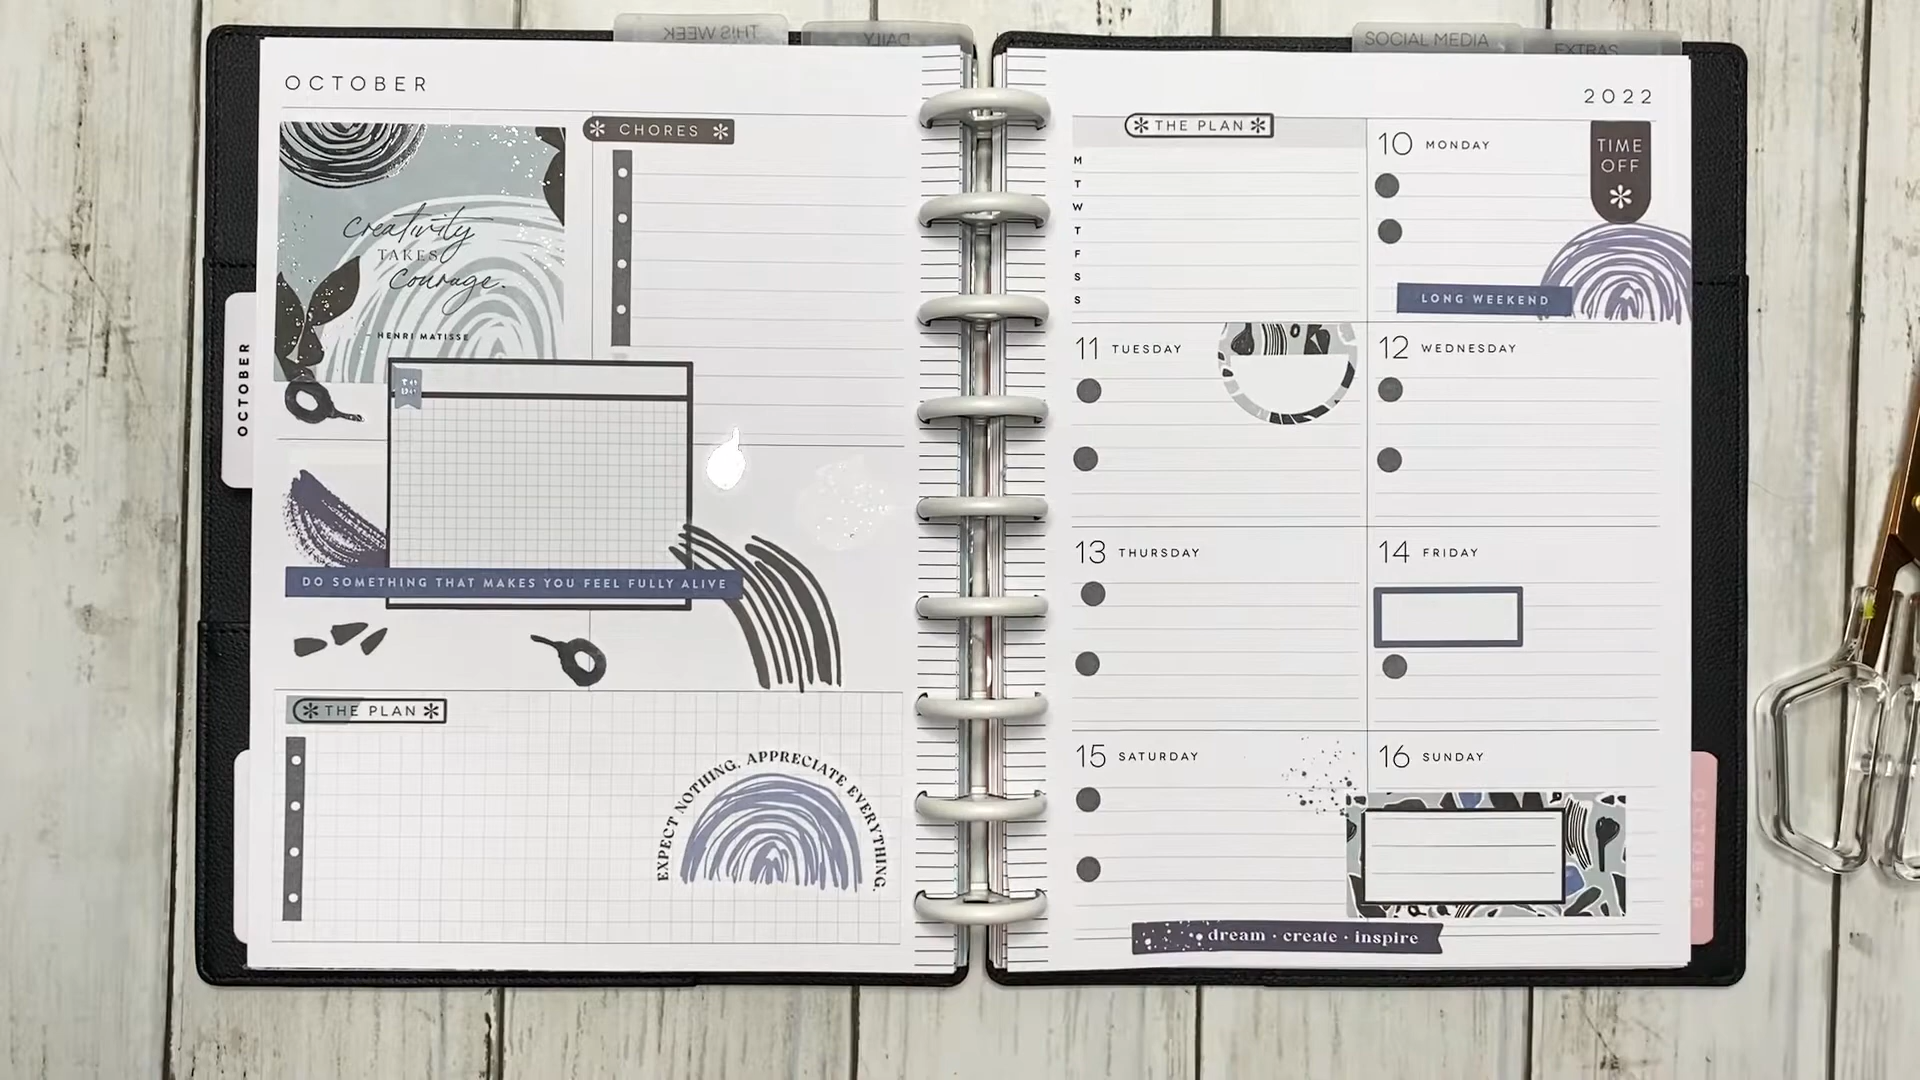 THIS WEEK
DAILY
SOCIAL MEDIA
EXTRAS
OCTOBER
Creativity
TAKES
Courage.
- HENRI MATISSE
CHORES
OCTOBER
DO SOMETHING THAT MAKES YOU FEEL FULLY ALIVE
THE PLAN
EXPECT NOTHING. APPRECIATE EVERYTHING.
2022
THE PLAN
M
T
W
T
F
S
S
10 MONDAY
TIME
OFF
LONG WEEKEND
11 TUESDAY
12 WEDNESDAY
13 THURSDAY
14 FRIDAY
15 SATURDAY
16 SUNDAY
dream · create · inspire
OCTOBER